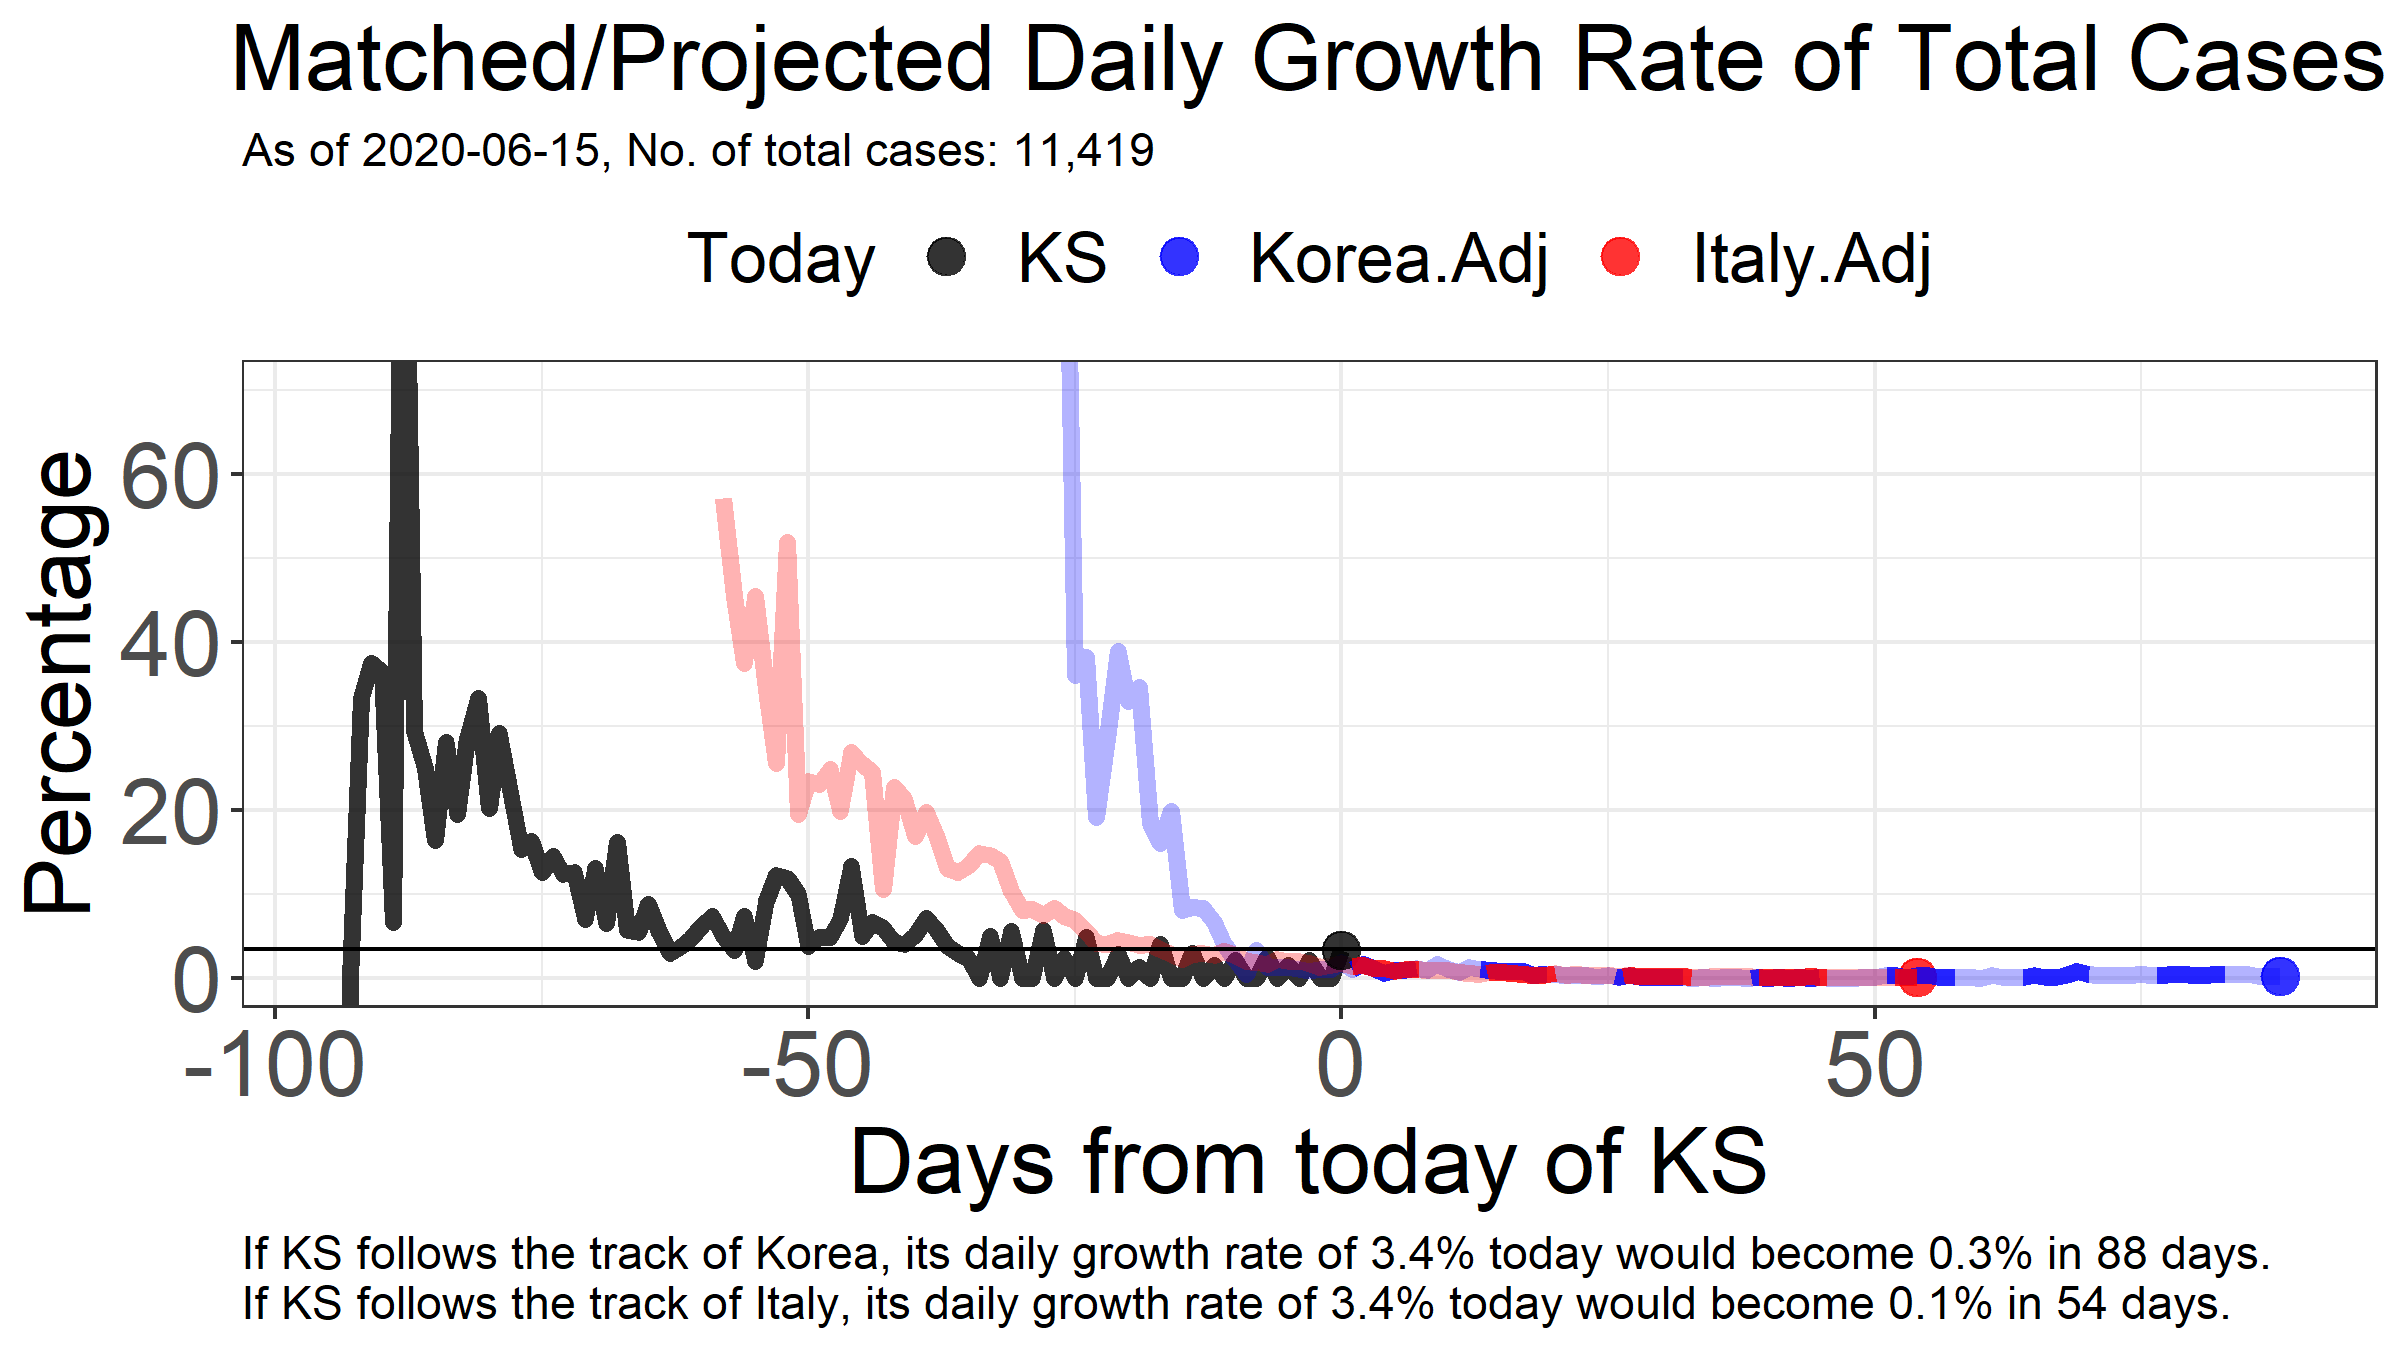 Matched/Projected Daily Growth Rate of Total Cases
As of 2020-06-15, No. of total cases: 11,419
Today KS Korea.Adj Italy.Adj
Percentage
60
40
20
0
-100 -50 0 50
Days from today of KS
If KS follows the track of Korea, its daily growth rate of 3.4% today would become 0.3% in 88 days.
If KS follows the track of Italy, its daily growth rate of 3.4% today would become 0.1% in 54 days.